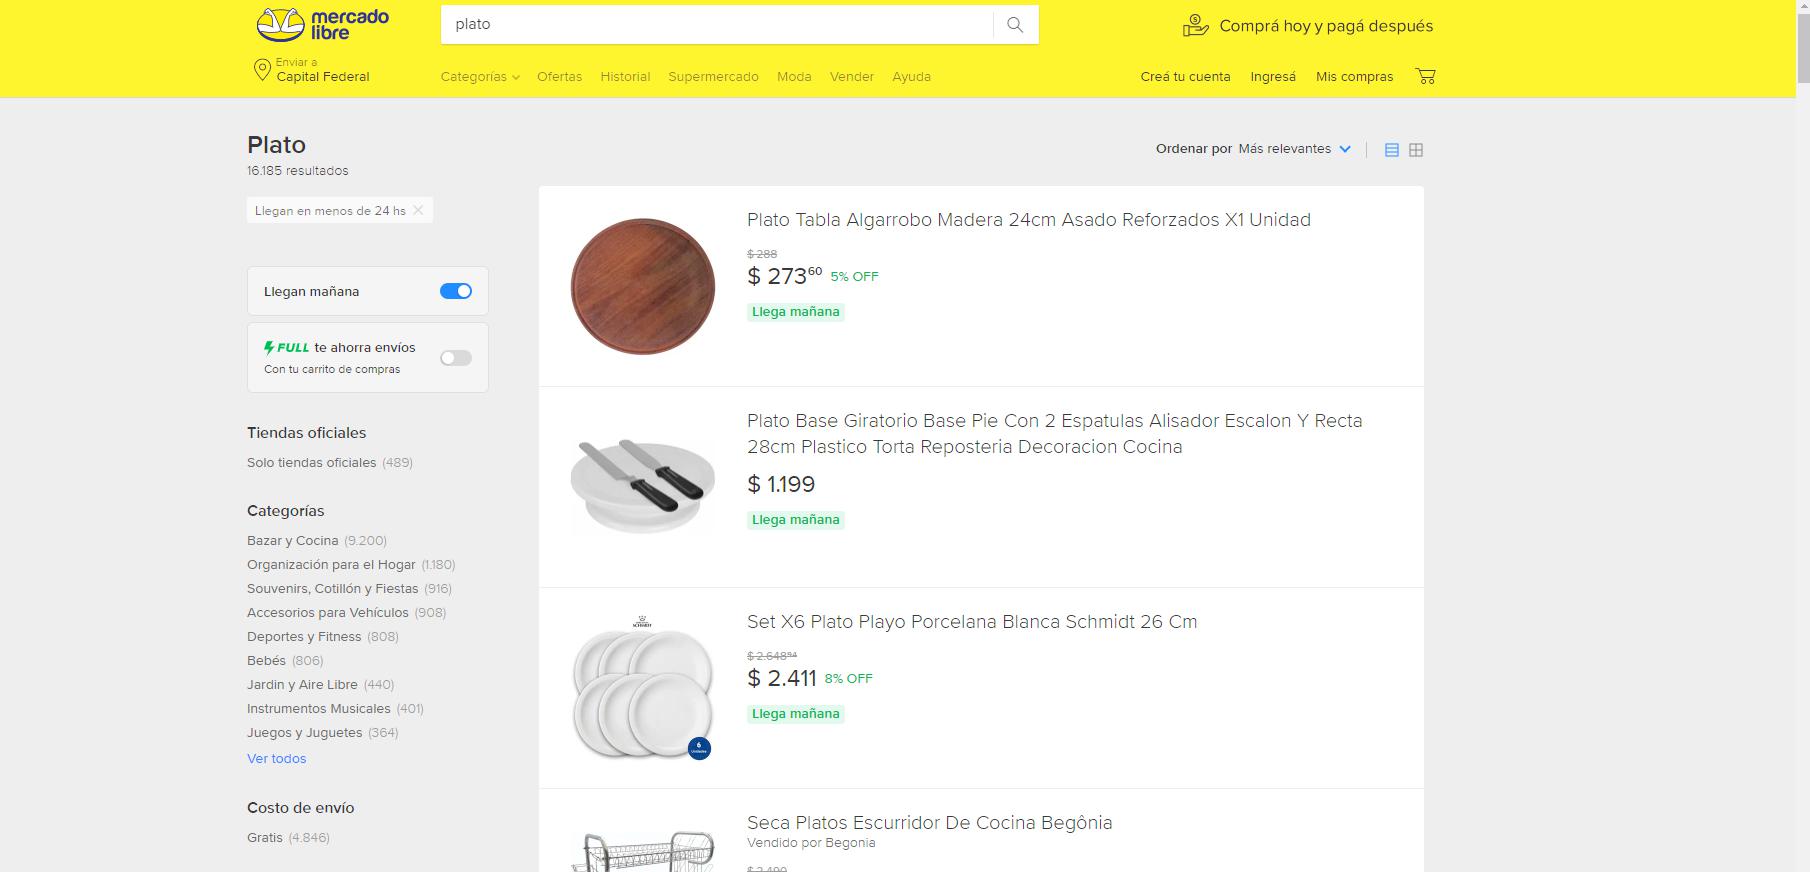 mercado
libre
plato
Comprá hoy y pagá después
Enviar a
Capital Federal
Categorías
Ofertas
Historial
Supermercado
Moda
Vender
Ayuda
Creá tu cuenta
Ingresá
Mis compras
Plato
16.185 resultados
Llegan en menos de 24 hs
Ordenar por Más relevantes
Llegan mañana
FULL te ahorra envíos
Con tu carrito de compras
Tiendas oficiales
Solo tiendas oficiales (489)
Categorías
Bazar y Cocina (9.200)
Organización para el Hogar (1.180)
Souvenirs, Cotillón y Fiestas (916)
Accesorios para Vehículos (908)
Deportes y Fitness (808)
Bebés (806)
Jardin y Aire Libre (440)
Instrumentos Musicales (401)
Juegos y Juguetes (364)
Ver todos
Costo de envío
Gratis (4.846)
Plato Tabla Algarrobo Madera 24cm Asado Reforzados X1 Unidad
$ 288
$ 273 60 5% OFF
Llega mañana
Plato Base Giratorio Base Pie Con 2 Espatulas Alisador Escalon Y Recta
28cm Plastico Torta Reposteria Decoracion Cocina
$ 1.199
Llega mañana
SCHMIDT
6
Unidades
Set X6 Plato Playo Porcelana Blanca Schmidt 26 Cm
$ 2.648 94
$ 2.411 8% OFF
Llega mañana
Seca Platos Escurridor De Cocina Begônia
Vendido por Begonia
$ 2.490